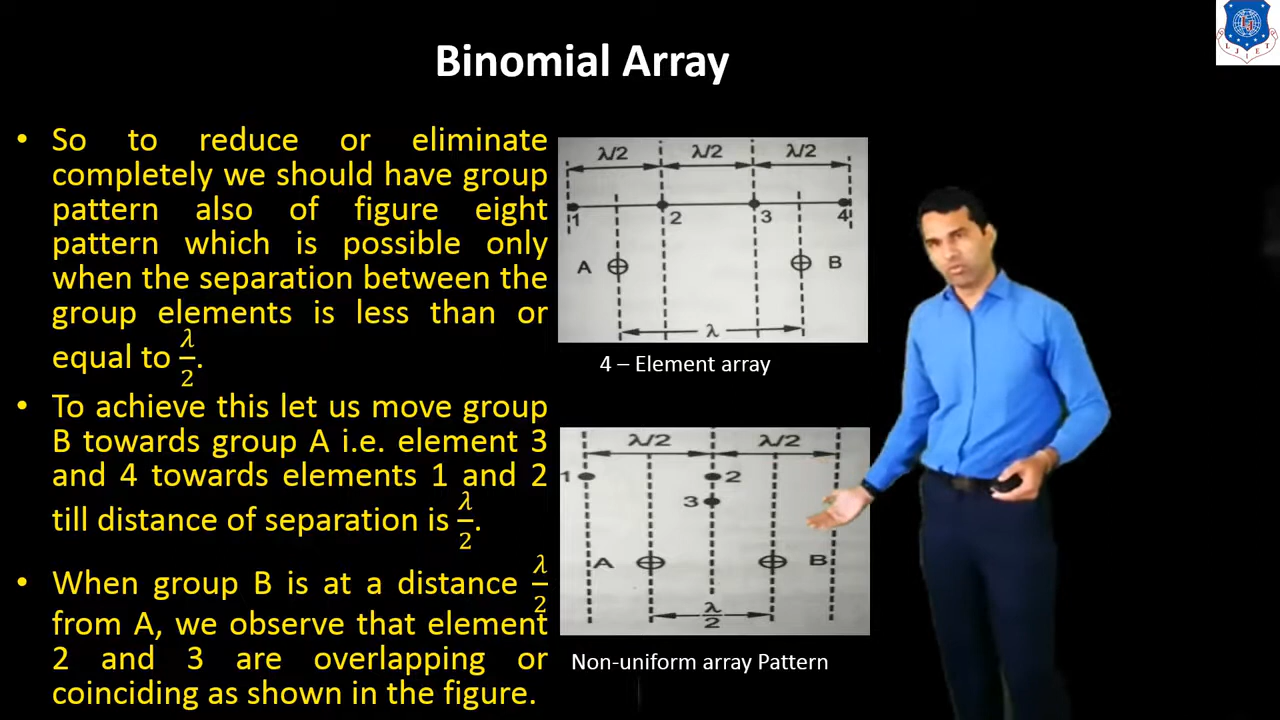 Binomial Array
• So to reduce or eliminate
completely we should have group
pattern also of figure eight
pattern which is possible only
when the separation between the
group elements is less than or
equal to λ/2.
• To achieve this let us move group
B towards group A i.e. element 3
and 4 towards elements 1 and 2
till distance of separation is λ/2.
• When group B is at a distance λ/2
from A, we observe that element
2 and 3 are overlapping or
coinciding as shown in the figure.
λ/2 λ/2 λ/2
1 2 3 4
A B
λ
4 – Element array
λ/2 λ/2
1 2
3
A B
λ/2
Non-uniform array Pattern
LJIET